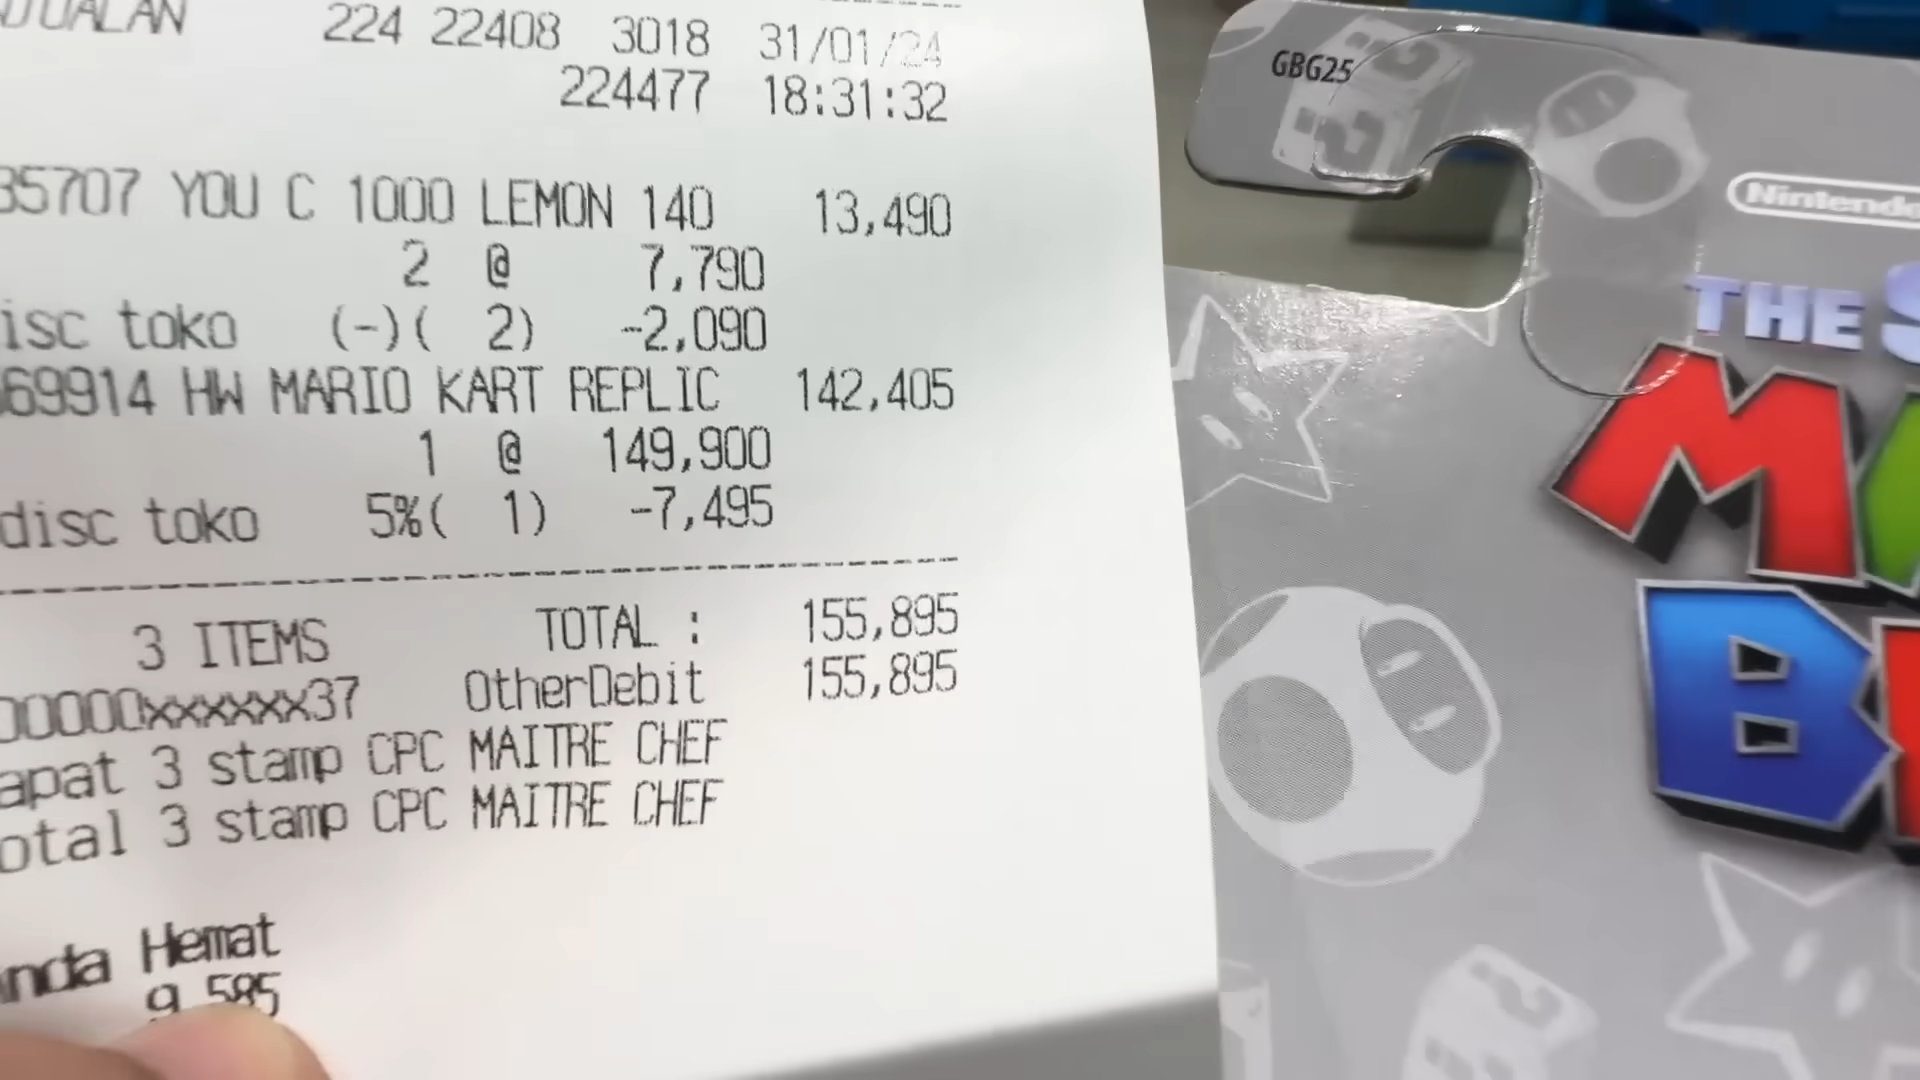 JUALAN 224 22408 3018 31/01/24
224477 18:31:32
35707 YOU C 1000 LEMON 140 13,490
2 @ 7,790
isc toko (-)( 2) -2,090
69914 HW MARIO KART REPLIC 142,405
1 @ 149,900
disc toko 5%( 1) -7,495
3 ITEMS TOTAL : 155,895
00000xxxxxx37 OtherDebit 155,895
apat 3 stamp CPC MAITRE CHEF
otal 3 stamp CPC MAITRE CHEF
nda Hemat
9,585
GBG25
Nintendo
THE S
M
B